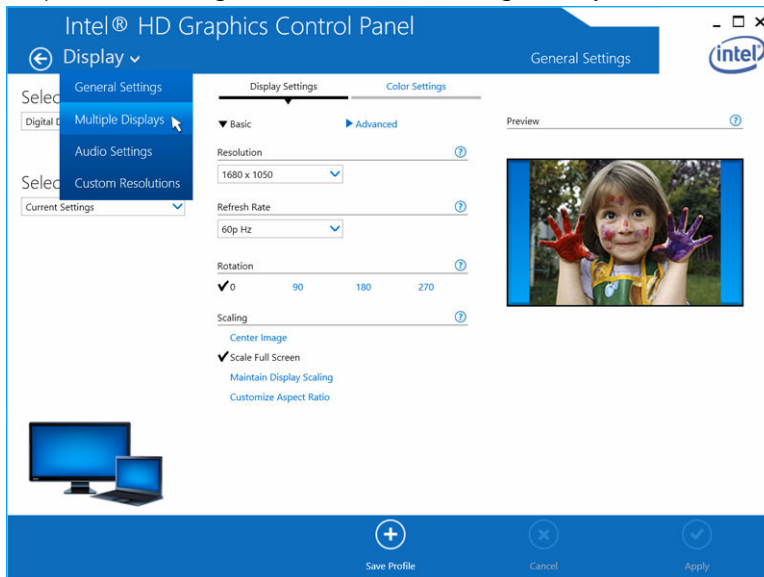 Intel® HD Graphics Control Panel
Display
General Settings
intel
General Settings
Multiple Displays
Audio Settings
Custom Resolutions
Selec
Digital D
Selec
Current Settings
Display Settings
Color Settings
Basic
Advanced
Resolution
1680 x 1050
Refresh Rate
60p Hz
Rotation
0 90 180 270
Scaling
Center Image
Scale Full Screen
Maintain Display Scaling
Customize Aspect Ratio
Preview
Save Profile
Cancel
Apply